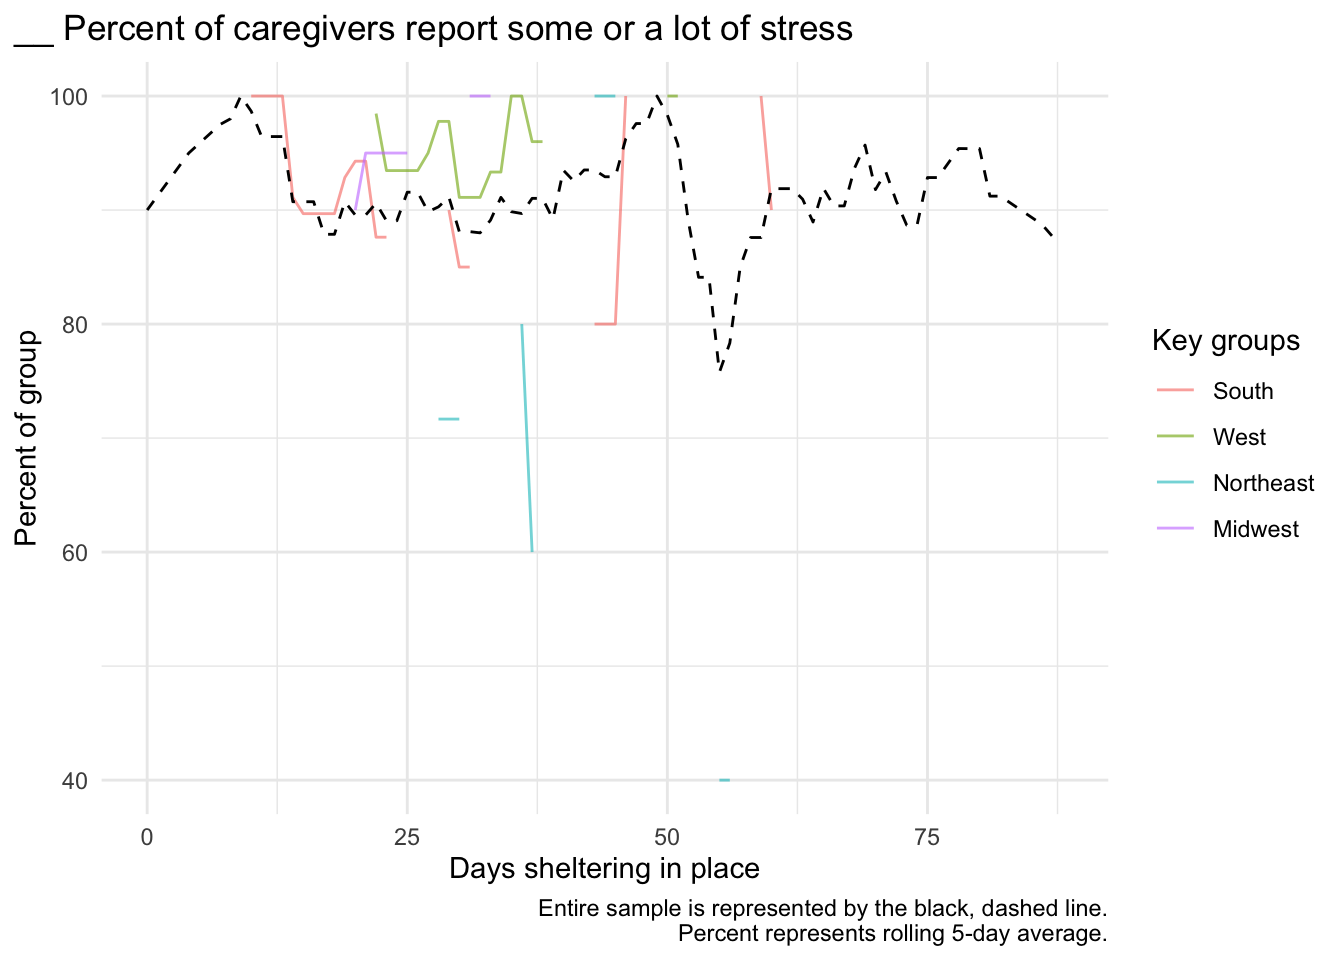 __ Percent of caregivers report some or a lot of stress
100
80
60
40
Percent of group
0
25
50
75
Days sheltering in place
Key groups
South
West
Northeast
Midwest
Entire sample is represented by the black, dashed line.
Percent represents rolling 5-day average.